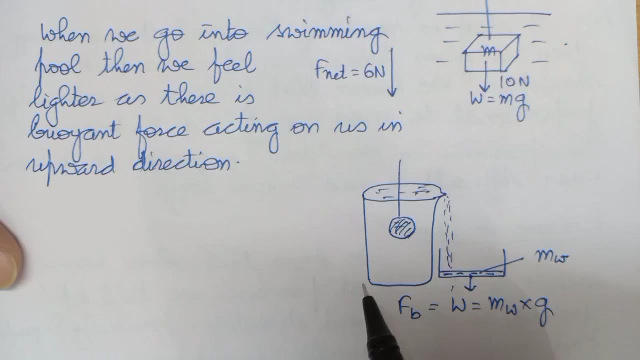 When we go into swimming
pool then we feel
lighter as there is
buoyant force acting on us in
upward direction.
Fnet = 6N
m
10N
W = mg
mw
Fb = W = mw × g